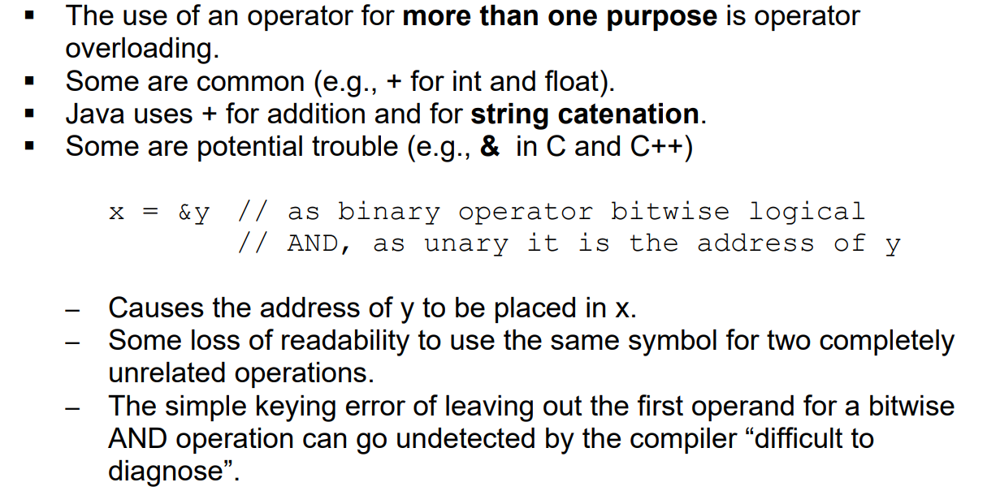 ▪ The use of an operator for more than one purpose is operator
overloading.
▪ Some are common (e.g., + for int and float).
▪ Java uses + for addition and for string catenation.
▪ Some are potential trouble (e.g., & in C and C++)
x = &y // as binary operator bitwise logical
// AND, as unary it is the address of y
– Causes the address of y to be placed in x.
– Some loss of readability to use the same symbol for two completely
unrelated operations.
– The simple keying error of leaving out the first operand for a bitwise
AND operation can go undetected by the compiler “difficult to
diagnose”.